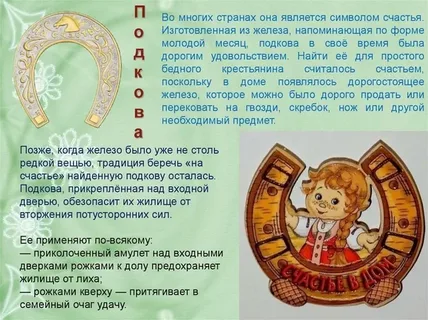 Подкова
Во многих странах она является символом счастья.
Изготовленная из железа, напоминающая по форме
молодой месяц, подкова в своё время была
дорогим удовольствием. Найти её для простого
бедного крестьянина считалось счастьем,
поскольку в доме появлялось дорогостоящее
железо, которое можно было дорого продать или
перековать на гвозди, скребок, нож или другой
необходимый предмет.
Позже, когда железо было уже не столь
редкой вещью, традиция беречь «на
счастье» найденную подкову осталась.
Подкова, прикреплённая над входной
дверью, обезопасит их жилище от
вторжения потусторонних сил.
Ее применяют по-всякому:
— приколоченный амулет над входными
дверками рожками к долу предохраняет
жилище от лиха;
— рожками кверху — притягивает в
семейный очаг удачу.
СЧАСТЬЕ В ДОМ